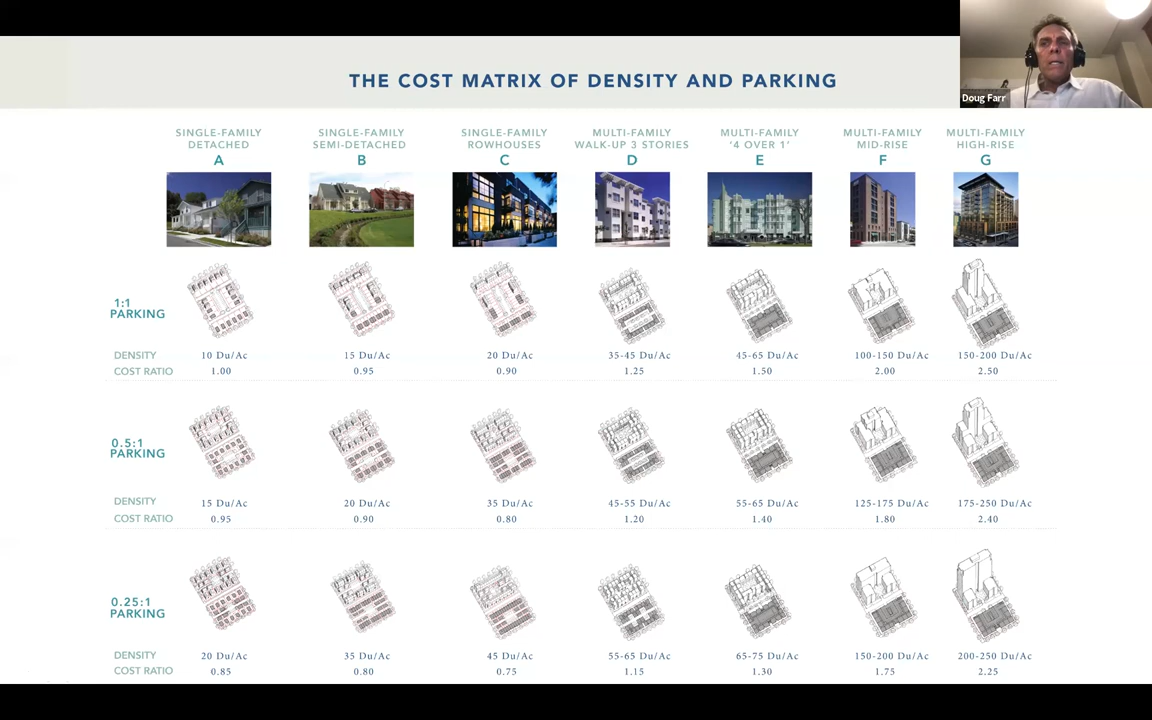 THE COST MATRIX OF DENSITY AND PARKING
Doug Farr
SINGLE-FAMILY
DETACHED
A
SINGLE-FAMILY
SEMI-DETACHED
B
SINGLE-FAMILY
ROWHOUSES
C
MULTI-FAMILY
WALK-UP 3 STORIES
D
MULTI-FAMILY
'4 OVER 1'
E
MULTI-FAMILY
MID-RISE
F
MULTI-FAMILY
HIGH-RISE
G
1:1
PARKING
DENSITY 10 Du/Ac 15 Du/Ac 20 Du/Ac 35-45 Du/Ac 45-65 Du/Ac 100-150 Du/Ac 150-200 Du/Ac
COST RATIO 1.00 0.95 0.90 1.25 1.50 2.00 2.50
0.5:1
PARKING
DENSITY 15 Du/Ac 20 Du/Ac 35 Du/Ac 45-55 Du/Ac 55-65 Du/Ac 125-175 Du/Ac 175-250 Du/Ac
COST RATIO 0.95 0.90 0.80 1.20 1.40 1.80 2.40
0.25:1
PARKING
DENSITY 20 Du/Ac 35 Du/Ac 45 Du/Ac 55-65 Du/Ac 65-75 Du/Ac 150-200 Du/Ac 200-250 Du/Ac
COST RATIO 0.85 0.80 0.75 1.15 1.30 1.75 2.25